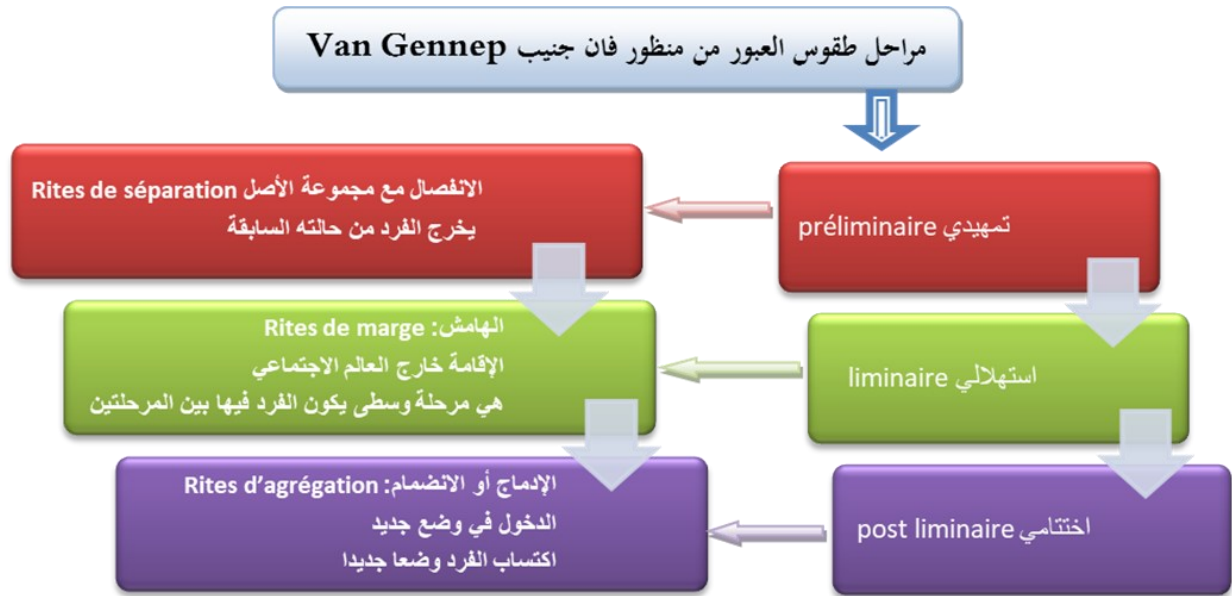 مراحل طقوس العبور من منظور فان جنيب Van Gennep
تمهيدي préliminaire
الانفصال مع مجموعة الأصل Rites de séparation
يخرج الفرد من حالته السابقة
استهلالي liminaire
الهامش: Rites de marge
الإقامة خارج العالم الاجتماعي
هي مرحلة وسطى يكون الفرد فيها بين المرحلتين
اختتامي post liminaire
الإدماج أو الانضمام: Rites d’agrégation
الدخول في وضع جديد
اكتساب الفرد وضعا جديدا